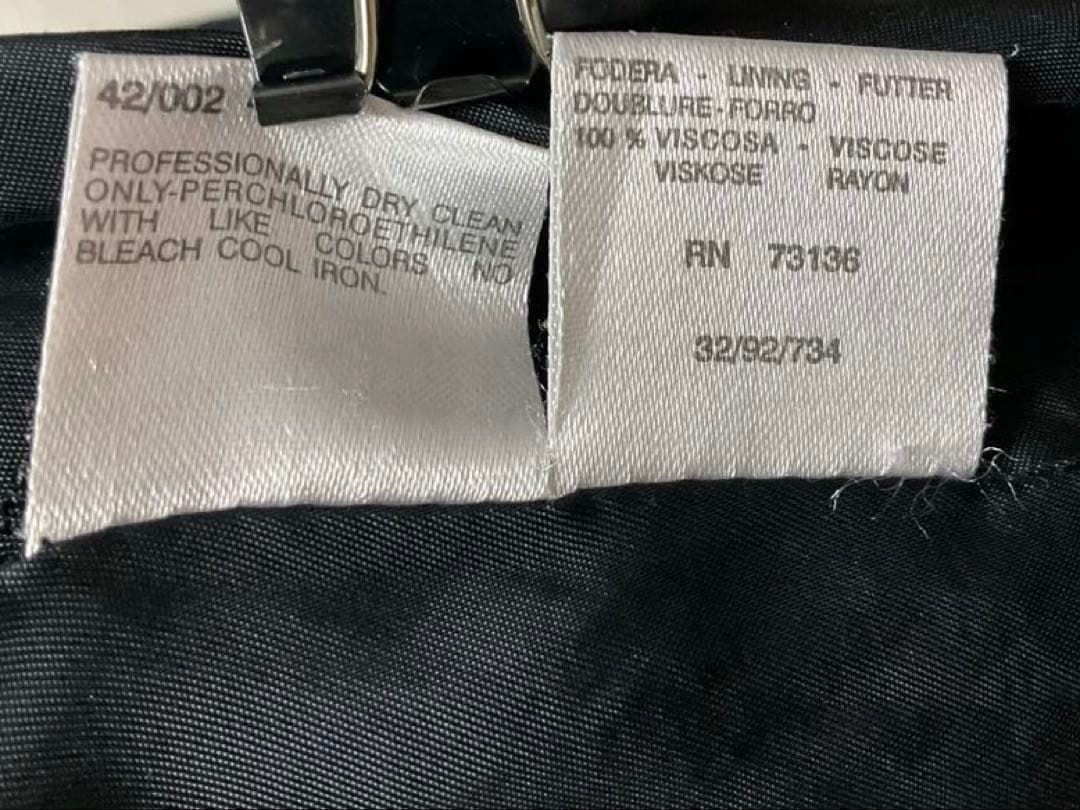 42/002
PROFESSIONALLY DRY CLEAN
ONLY-PERCHLOROETHILENE
WITH LIKE COLORS NO
BLEACH COOL IRON.
FODERA - LINING - FUTTER
DOUBLURE-FORRO
100 % VISCOSA - VISCOSE
VISKOSE RAYON
RN 73136
32/92/734